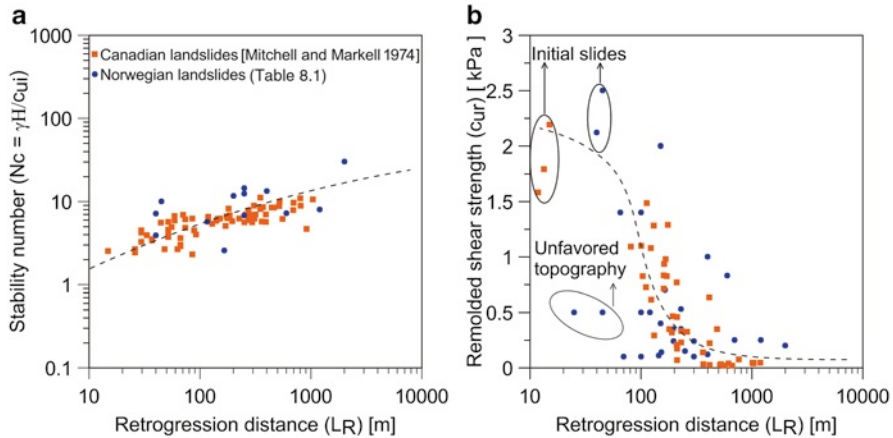 a
Stability number (Nc = γH/cui)
1000
100
10
1
0.1
Canadian landslides [Mitchell and Markell 1974]
Norwegian landslides (Table 8.1)
10
100
1000
10000
Retrogression distance (LR) [m]
b
Remolded shear strength (cur) [ kPa]
3
2.5
2
1.5
1
0.5
0
Initial slides
Unfavored
topography
10
100
1000
10000
Retrogression distance (LR) [m]